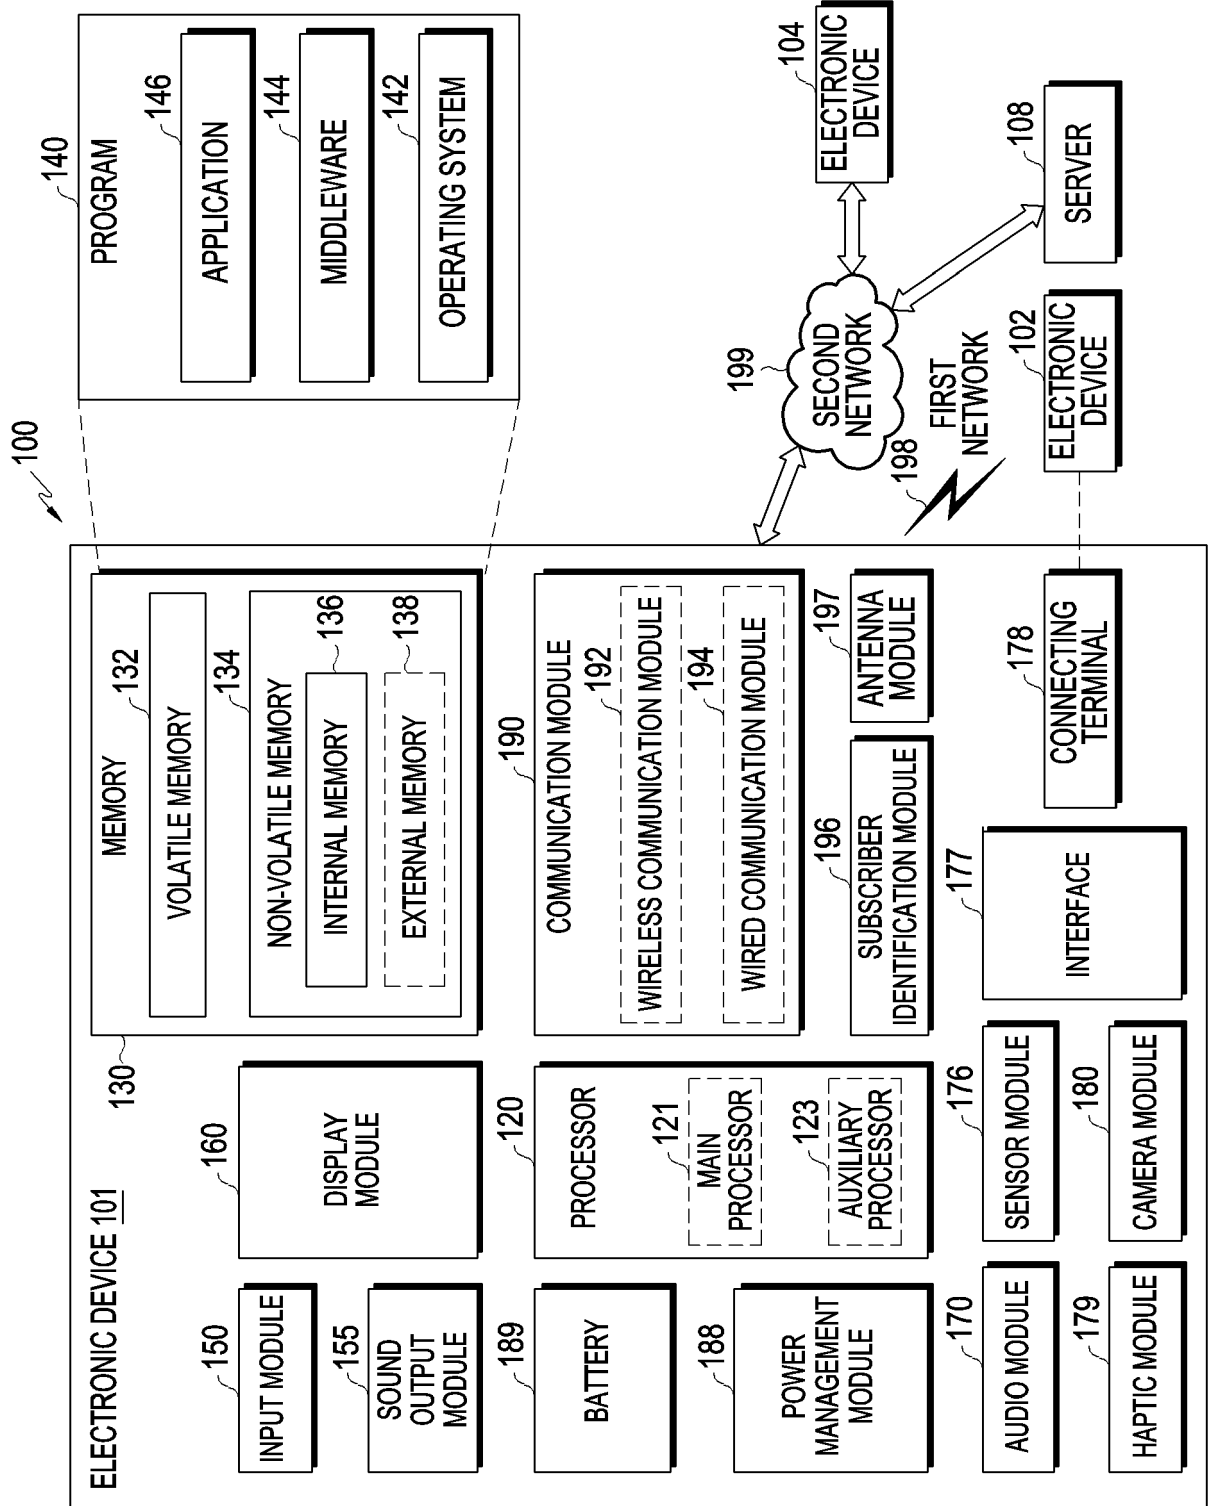 100
ELECTRONIC DEVICE 101
150
INPUT MODULE
155
SOUND
OUTPUT
MODULE
189
BATTERY
188
POWER
MANAGEMENT
MODULE
170
AUDIO MODULE
179
HAPTIC MODULE
160
DISPLAY
MODULE
120
PROCESSOR
121
MAIN
PROCESSOR
123
AUXILIARY
PROCESSOR
176
SENSOR MODULE
180
CAMERA MODULE
130
MEMORY
132
VOLATILE MEMORY
134
NON-VOLATILE MEMORY
136
INTERNAL MEMORY
138
EXTERNAL MEMORY
190
COMMUNICATION MODULE
192
WIRELESS COMMUNICATION MODULE
194
WIRED COMMUNICATION MODULE
196
SUBSCRIBER
IDENTIFICATION MODULE
197
ANTENNA
MODULE
177
INTERFACE
178
CONNECTING
TERMINAL
140
PROGRAM
146
APPLICATION
144
MIDDLEWARE
142
OPERATING SYSTEM
199
SECOND
NETWORK
198
FIRST
NETWORK
104
ELECTRONIC
DEVICE
108
SERVER
102
ELECTRONIC
DEVICE